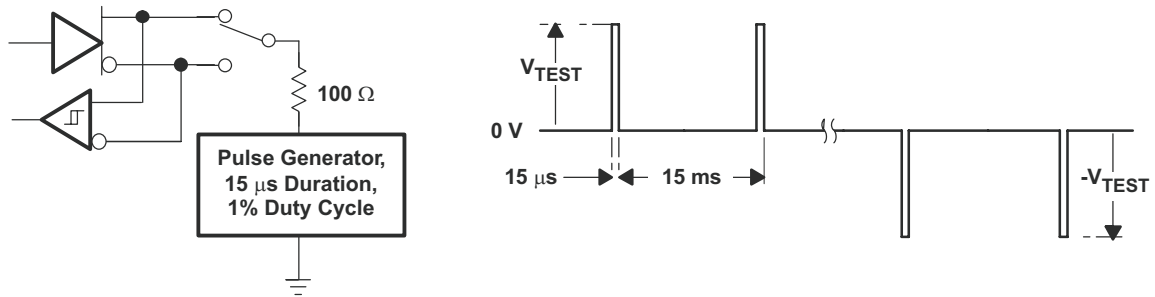 100 Ω
Pulse Generator,
15 μs Duration,
1% Duty Cycle
V_TEST
0 V
15 μs
15 ms
-V_TEST